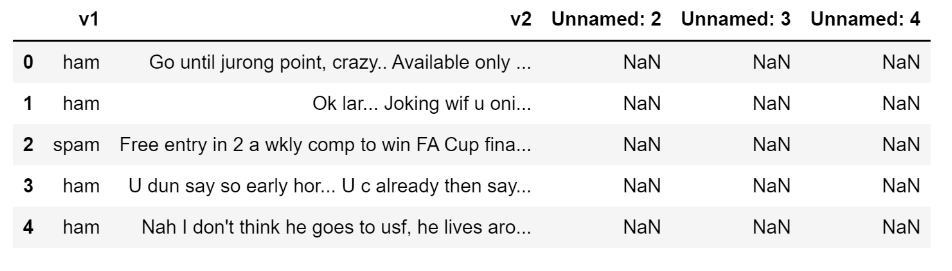 v1 v2 Unnamed: 2 Unnamed: 3 Unnamed: 4
0 ham Go until jurong point, crazy.. Available only ... NaN NaN NaN
1 ham Ok lar... Joking wif u oni... NaN NaN NaN
2 spam Free entry in 2 a wkly comp to win FA Cup fina... NaN NaN NaN
3 ham U dun say so early hor... U c already then say... NaN NaN NaN
4 ham Nah I don't think he goes to usf, he lives aro... NaN NaN NaN